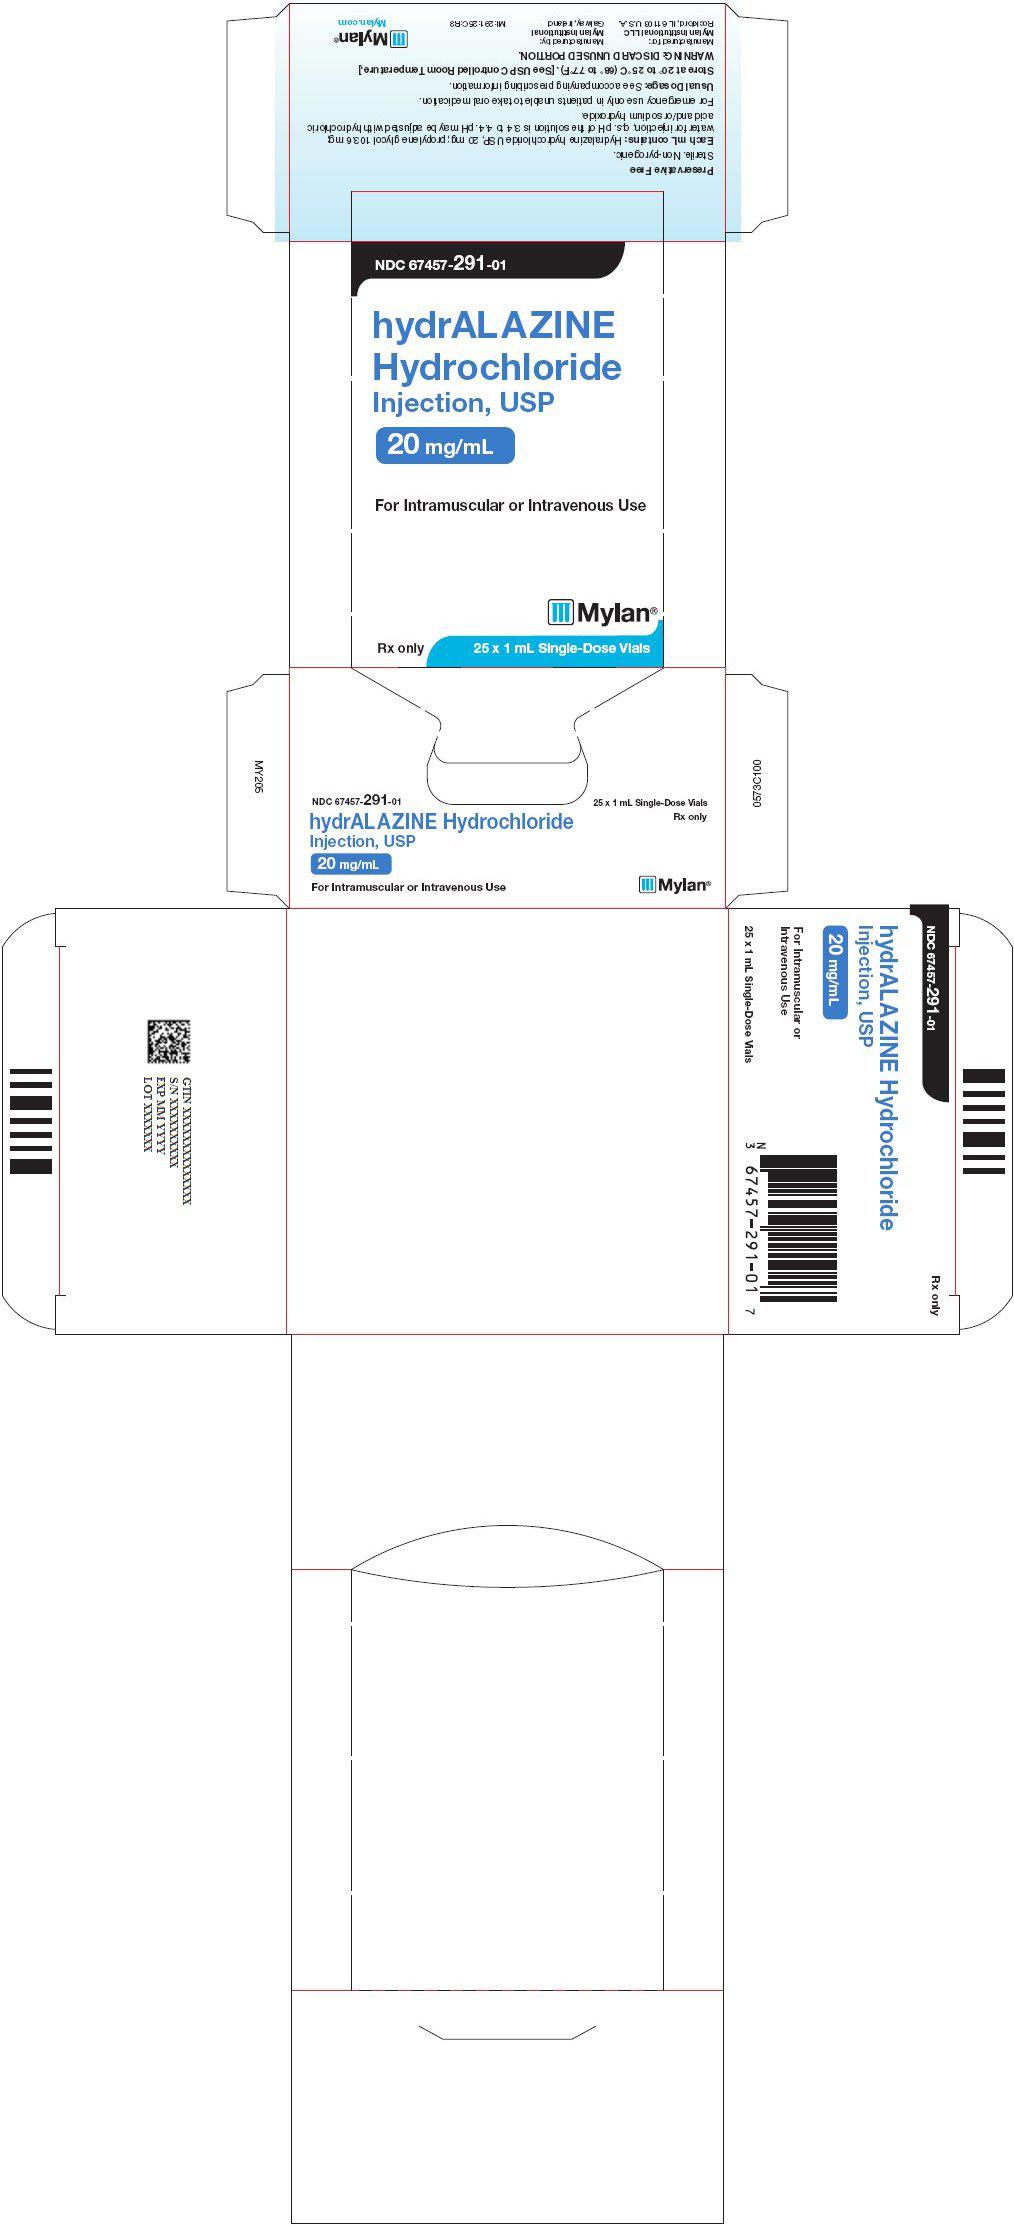 Preservative Free
Sterile. Non-pyrogenic.
Each mL contains: Hydralazine hydrochloride USP, 20 mg; propylene glycol 103.6 mg;
water for injection, q.s. pH of the solution is 3.4 to 4.4. pH may be adjusted with hydrochloric
acid and/or sodium hydroxide.
For emergency use only in patients unable to take oral medication.
Usual Dosage: See accompanying prescribing information.
Store at 20° to 25°C (68° to 77°F). [See USP Controlled Room Temperature.]
WARNING: DISCARD UNUSED PORTION.
Manufactured for:
Mylan Institutional LLC
Rockford, IL 61103 U.S.A.
Manufactured by:
Mylan Institutional
Galway, Ireland
MI:291:25C:R3
Mylan®
Mylan.com
NDC 67457-291-01
hydrALAZINE
Hydrochloride
Injection, USP
20 mg/mL
For Intramuscular or Intravenous Use
Mylan®
Rx only
25 x 1 mL Single-Dose Vials
MY205
0573C100
NDC 67457-291-01
25 x 1 mL Single-Dose Vials
hydrALAZINE Hydrochloride
Rx only
Injection, USP
20 mg/mL
For Intramuscular or Intravenous Use
Mylan®
GTIN XXXXXXXXXXXXXX
S/N XXXXXXXXXX
EXP MM YYYY
LOT XXXXXXX
NDC 67457-291-01
Rx only
hydrALAZINE Hydrochloride
Injection, USP
20 mg/mL
For Intramuscular or
Intravenous Use
25 x 1 mL Single-Dose Vials
N
3 67457-291-01 7